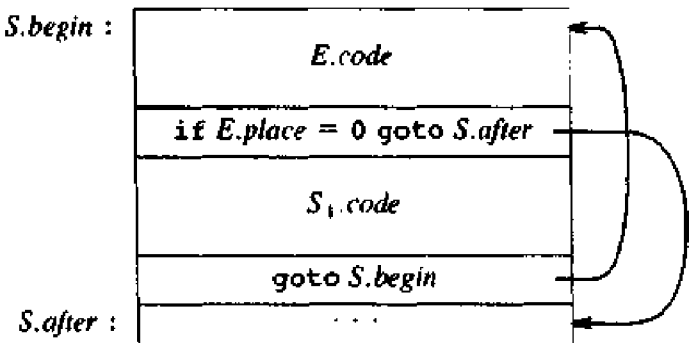 S.begin :
E.code
if E.place = 0 goto S.after
S₁.code
goto S.begin
S.after :
. . .